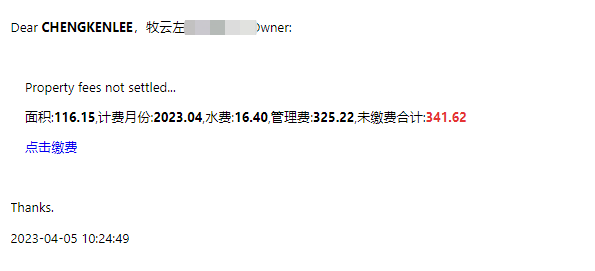 Dear CHENGKENLEE，牧云左 Owner:
Property fees not settled...
面积:116.15,计费月份:2023.04,水费:16.40,管理费:325.22,未缴费合计:341.62
点击缴费
Thanks.
2023-04-05 10:24:49